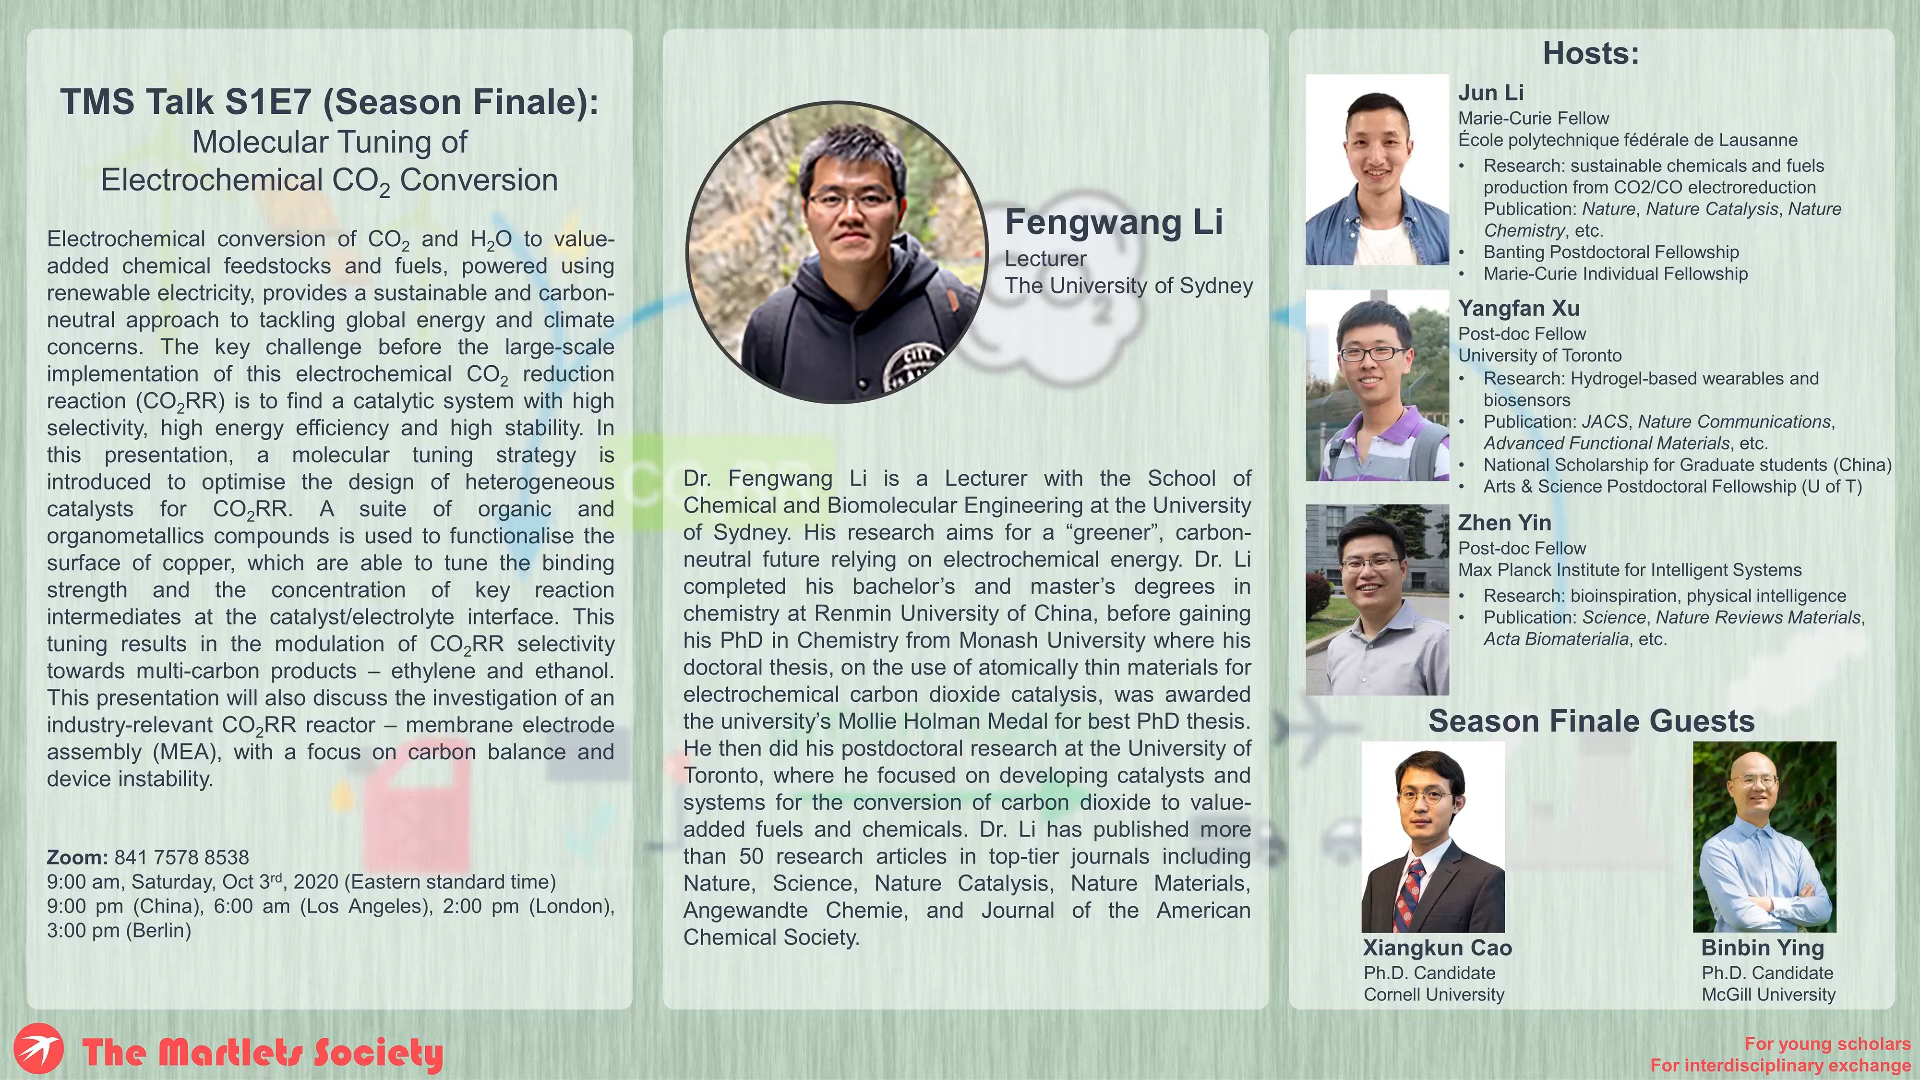 TMS Talk S1E7 (Season Finale):
Molecular Tuning of
Electrochemical CO₂ Conversion
Electrochemical conversion of CO₂ and H₂O to value-
added chemical feedstocks and fuels, powered using
renewable electricity, provides a sustainable and carbon-
neutral approach to tackling global energy and climate
concerns. The key challenge before the large-scale
implementation of this electrochemical CO₂ reduction
reaction (CO₂RR) is to find a catalytic system with high
selectivity, high energy efficiency and high stability. In
this presentation, a molecular tuning strategy is
introduced to optimise the design of heterogeneous
catalysts for CO₂RR. A suite of organic and
organometallics compounds is used to functionalise the
surface of copper, which are able to tune the binding
strength and the concentration of key reaction
intermediates at the catalyst/electrolyte interface. This
tuning results in the modulation of CO₂RR selectivity
towards multi-carbon products – ethylene and ethanol.
This presentation will also discuss the investigation of an
industry-relevant CO₂RR reactor – membrane electrode
assembly (MEA), with a focus on carbon balance and
device instability.
Zoom: 841 7578 8538
9:00 am, Saturday, Oct 3rd, 2020 (Eastern standard time)
9:00 pm (China), 6:00 am (Los Angeles), 2:00 pm (London),
3:00 pm (Berlin)
CITY
Fengwang Li
Lecturer
The University of Sydney
CO₂
Dr. Fengwang Li is a Lecturer with the School of
Chemical and Biomolecular Engineering at the University
of Sydney. His research aims for a “greener”, carbon-
neutral future relying on electrochemical energy. Dr. Li
completed his bachelor’s and master’s degrees in
chemistry at Renmin University of China, before gaining
his PhD in Chemistry from Monash University where his
doctoral thesis, on the use of atomically thin materials for
electrochemical carbon dioxide catalysis, was awarded
the university’s Mollie Holman Medal for best PhD thesis.
He then did his postdoctoral research at the University of
Toronto, where he focused on developing catalysts and
systems for the conversion of carbon dioxide to value-
added fuels and chemicals. Dr. Li has published more
than 50 research articles in top-tier journals including
Nature, Science, Nature Catalysis, Nature Materials,
Angewandte Chemie, and Journal of the American
Chemical Society.
Hosts:
Jun Li
Marie-Curie Fellow
École polytechnique fédérale de Lausanne
• Research: sustainable chemicals and fuels
production from CO2/CO electroreduction
Publication: Nature, Nature Catalysis, Nature
Chemistry, etc.
• Banting Postdoctoral Fellowship
• Marie-Curie Individual Fellowship
Yangfan Xu
Post-doc Fellow
University of Toronto
• Research: Hydrogel-based wearables and
biosensors
• Publication: JACS, Nature Communications,
Advanced Functional Materials, etc.
• National Scholarship for Graduate students (China)
• Arts & Science Postdoctoral Fellowship (U of T)
Zhen Yin
Post-doc Fellow
Max Planck Institute for Intelligent Systems
• Research: bioinspiration, physical intelligence
• Publication: Science, Nature Reviews Materials,
Acta Biomaterialia, etc.
Season Finale Guests
Xiangkun Cao
Ph.D. Candidate
Cornell University
Binbin Ying
Ph.D. Candidate
McGill University
The Martlets Society
For young scholars
For interdisciplinary exchange